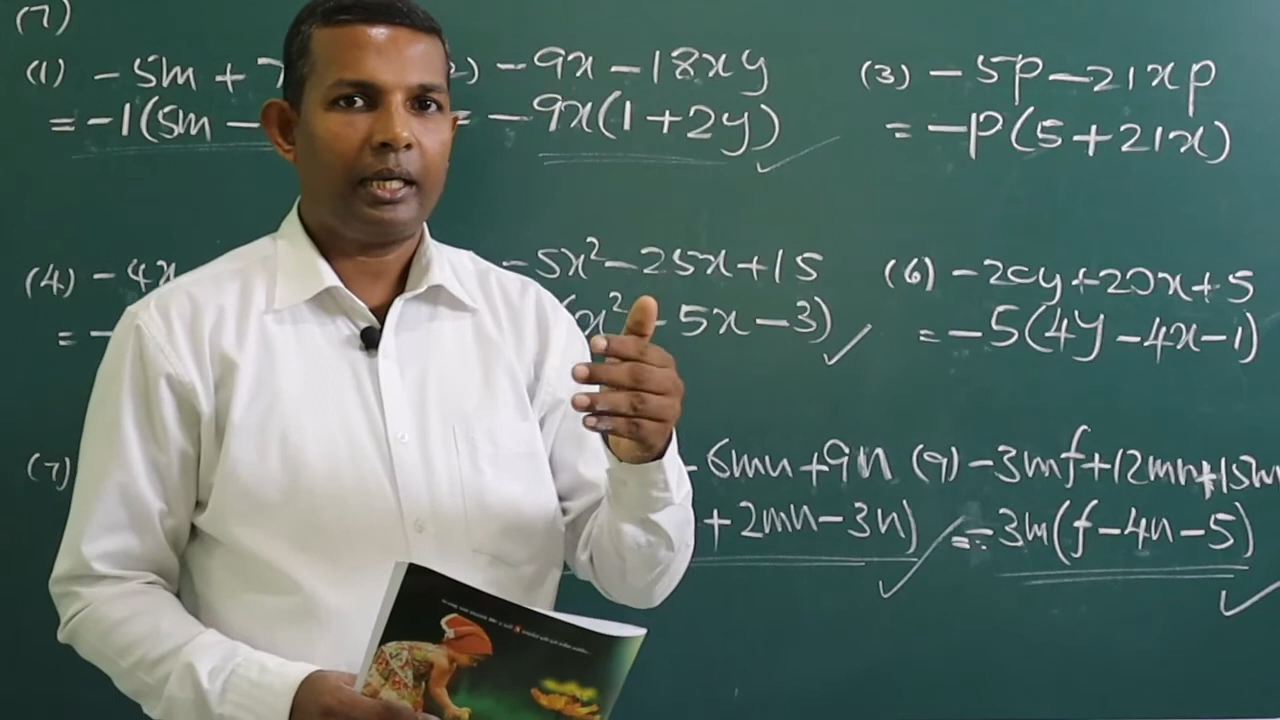 (7)
(1) -5m + 7
= -1(5m -
2) -9x - 18xy
= -9x(1 + 2y)
(3) -5p - 21xp
= -p(5 + 21x)
(4) -4x
= -
-5x² - 25x + 15
(x² - 5x - 3)
(6) -20y + 20x + 5
= -5(4y - 4x - 1)
(7)
- 6mn + 9n
+ 2mn - 3n)
(9) -3mf + 12mn + 15m
= -3m(f - 4n - 5)